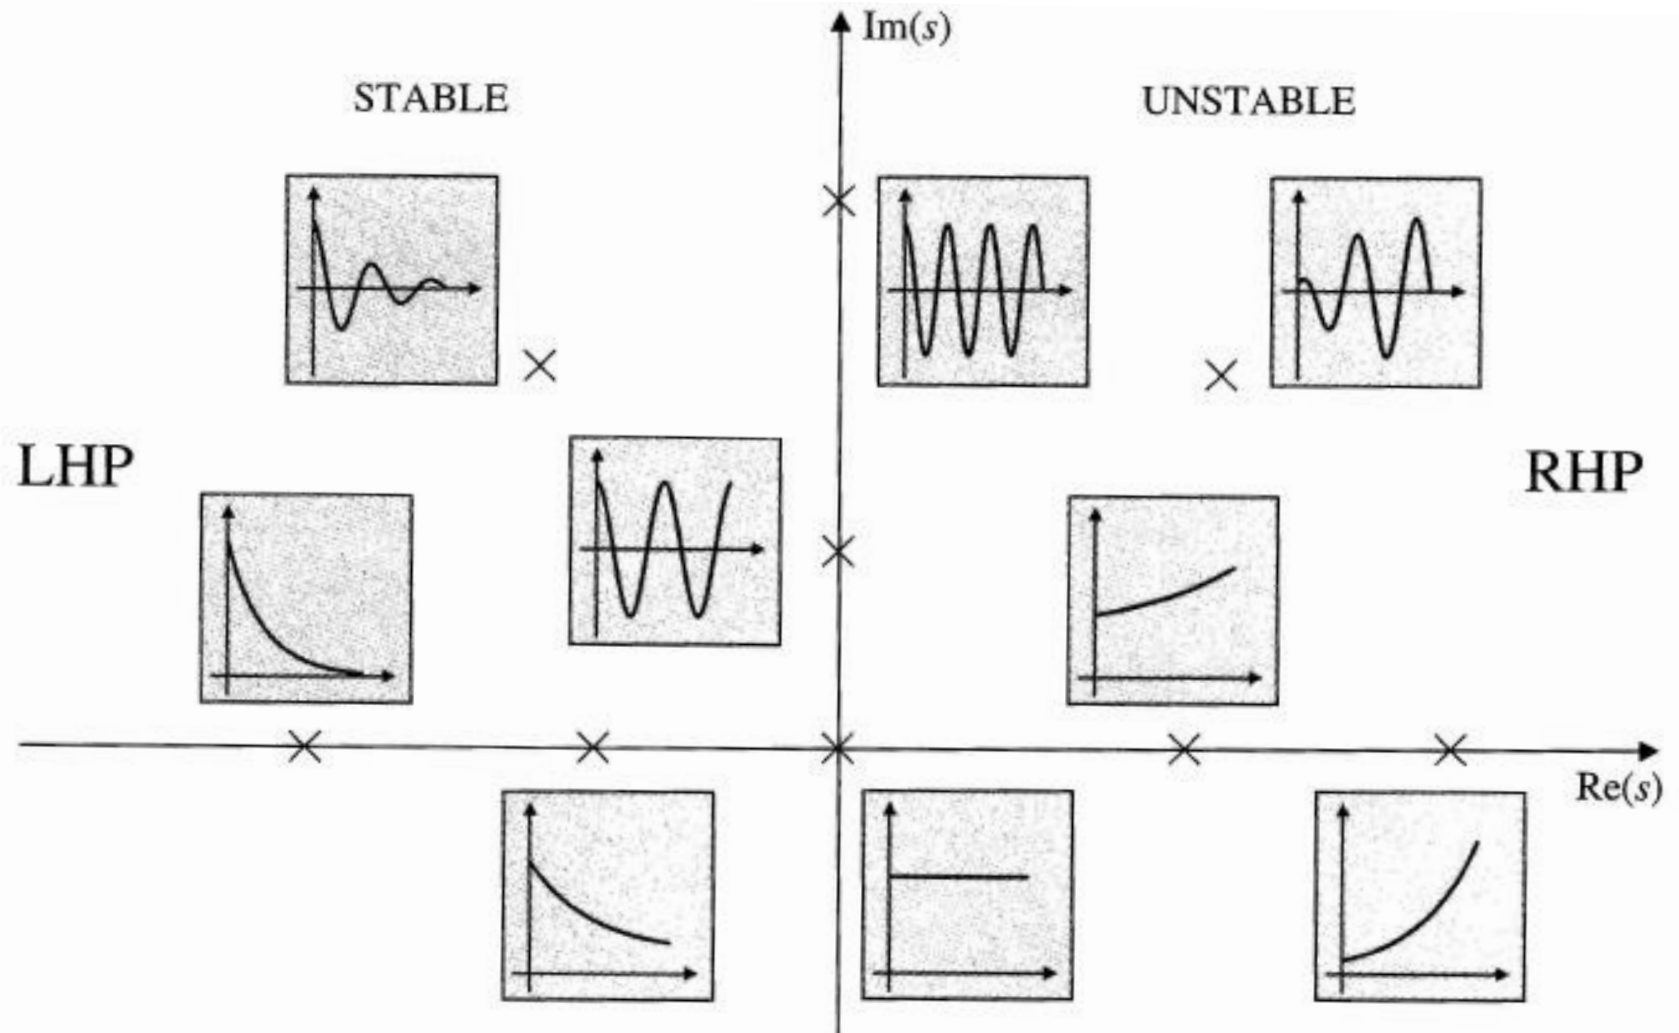 Im(s)
STABLE
UNSTABLE
LHP
RHP
Re(s)